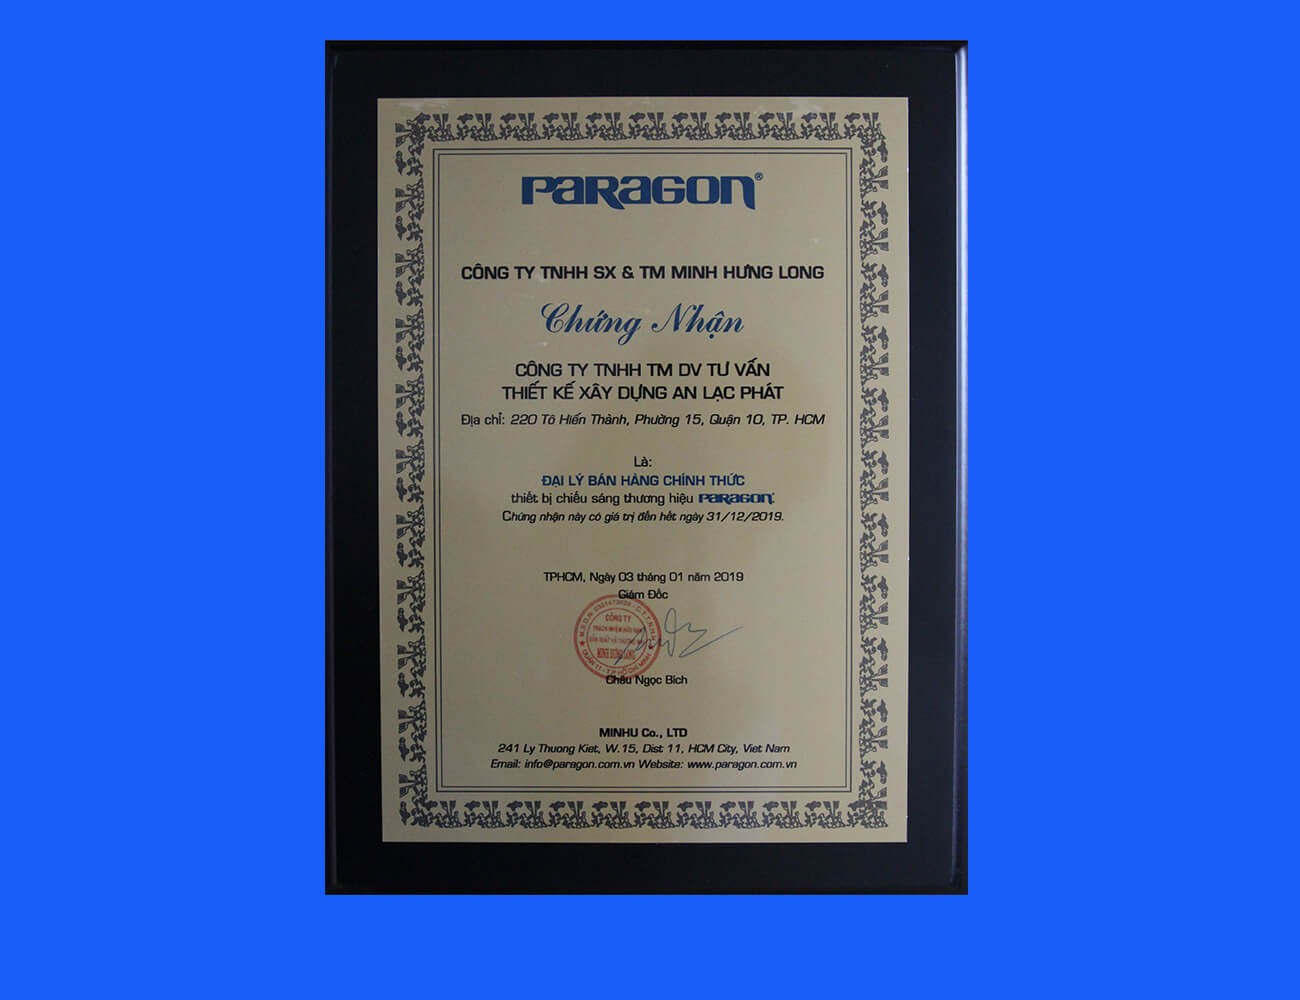 PARAGON®
CÔNG TY TNHH SX & TM MINH HƯNG LONG
Chứng Nhận
CÔNG TY TNHH TM DV TƯ VẤN
THIẾT KẾ XÂY DỰNG AN LẠC PHÁT
Địa chỉ: 220 Tô Hiến Thành, Phường 15, Quận 10, TP. HCM
Là:
ĐẠI LÝ BÁN HÀNG CHÍNH THỨC
thiết bị chiếu sáng thương hiệu PARAGON
Chứng nhận này có giá trị đến hết ngày 31/12/2019.
TPHCM, Ngày 03 tháng 01 năm 2019
Giám Đốc
CÔNG TY
Châu Ngọc Bích
MINHU Co., LTD
241 Ly Thuong Kiet, W.15, Dist 11, HCM City, Viet Nam
Email: info@paragon.com.vn Website: www.paragon.com.vn